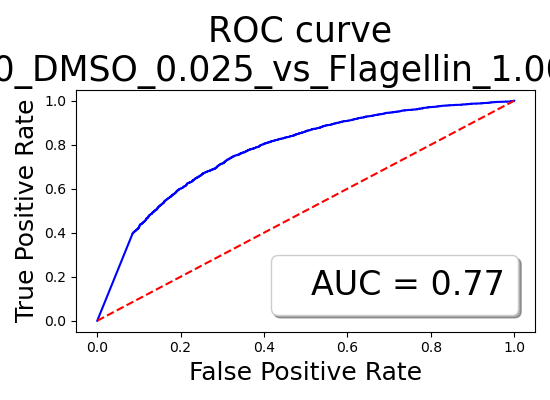 ROC curve
0_DMSO_0.025_vs_Flagellin_1.00
True Positive Rate
1.0
0.8
0.6
0.4
0.2
0.0
AUC = 0.77
0.0 0.2 0.4 0.6 0.8 1.0
False Positive Rate